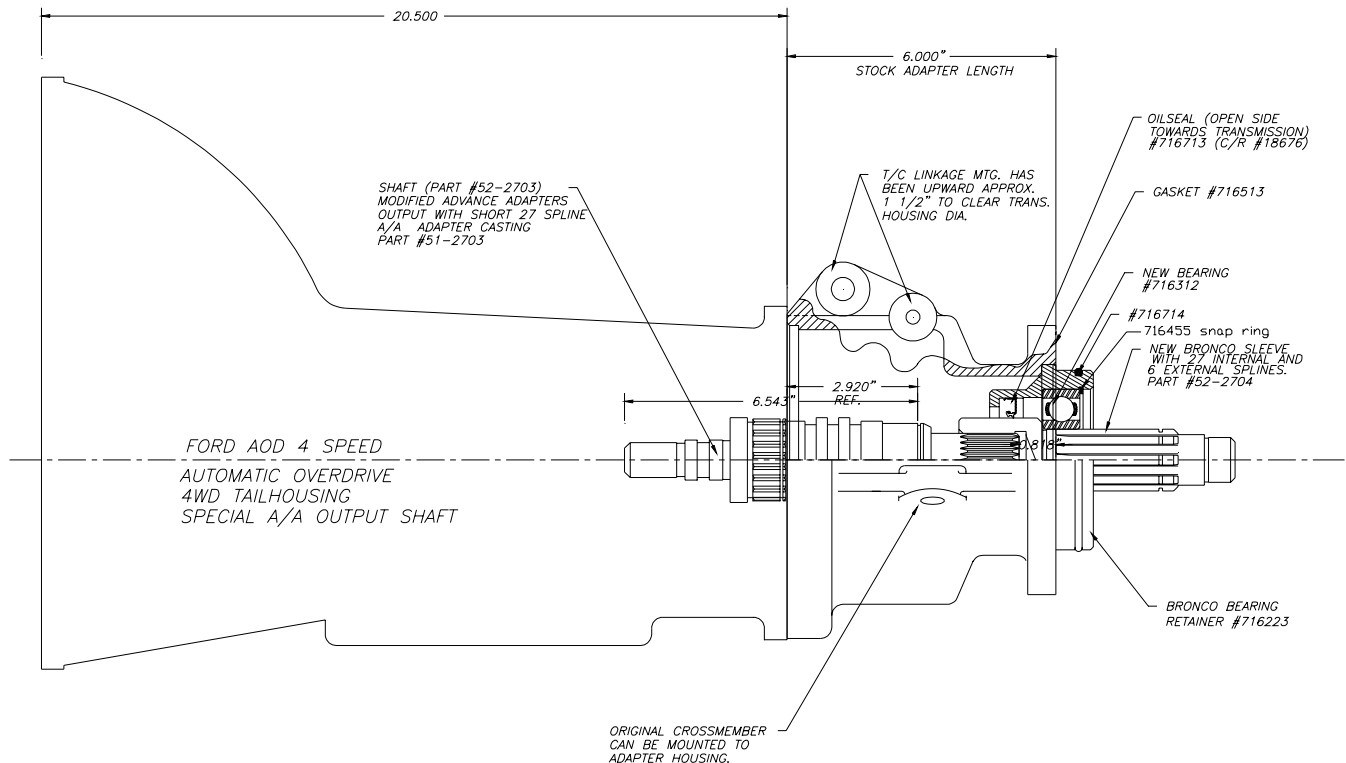 20.500
6.000"
STOCK ADAPTER LENGTH
OILSEAL (OPEN SIDE
TOWARDS TRANSMISSION)
#716713 (C/R #18676)
T/C LINKAGE MTG. HAS
BEEN UPWARD APPROX.
1 1/2" TO CLEAR TRANS.
HOUSING DIA.
GASKET #716513
SHAFT (PART #52-2703)
MODIFIED ADVANCE ADAPTERS
OUTPUT WITH SHORT 27 SPLINE
A/A ADAPTER CASTING
PART #51-2703
NEW BEARING
#716312
#716714
716455 snap ring
NEW BRONCO SLEEVE
WITH 27 INTERNAL AND
6 EXTERNAL SPLINES.
PART #52-2704
2.920"
REF.
6.543"
0.818"
FORD AOD 4 SPEED
AUTOMATIC OVERDRIVE
4WD TAILHOUSING
SPECIAL A/A OUTPUT SHAFT
BRONCO BEARING
RETAINER #716223
ORIGINAL CROSSMEMBER
CAN BE MOUNTED TO
ADAPTER HOUSING.